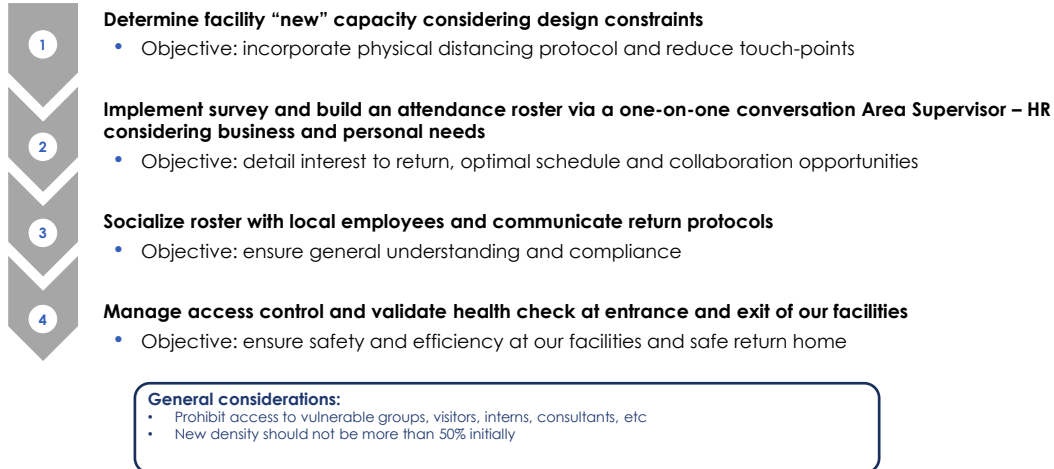 Determine facility “new” capacity considering design constraints
1
• Objective: incorporate physical distancing protocol and reduce touch-points
Implement survey and build an attendance roster via a one-on-one conversation Area Supervisor – HR
considering business and personal needs
2
• Objective: detail interest to return, optimal schedule and collaboration opportunities
Socialize roster with local employees and communicate return protocols
3
• Objective: ensure general understanding and compliance
Manage access control and validate health check at entrance and exit of our facilities
4
• Objective: ensure safety and efficiency at our facilities and safe return home
General considerations:
• Prohibit access to vulnerable groups, visitors, interns, consultants, etc
• New density should not be more than 50% initially